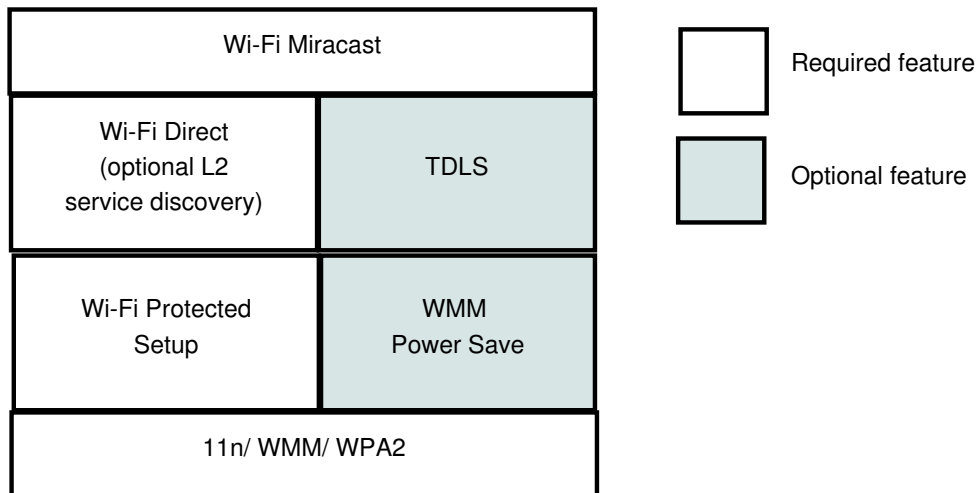 Wi-Fi Miracast
Wi-Fi Direct
(optional L2
service discovery)
TDLS
Wi-Fi Protected
Setup
WMM
Power Save
11n/ WMM/ WPA2
Required feature
Optional feature